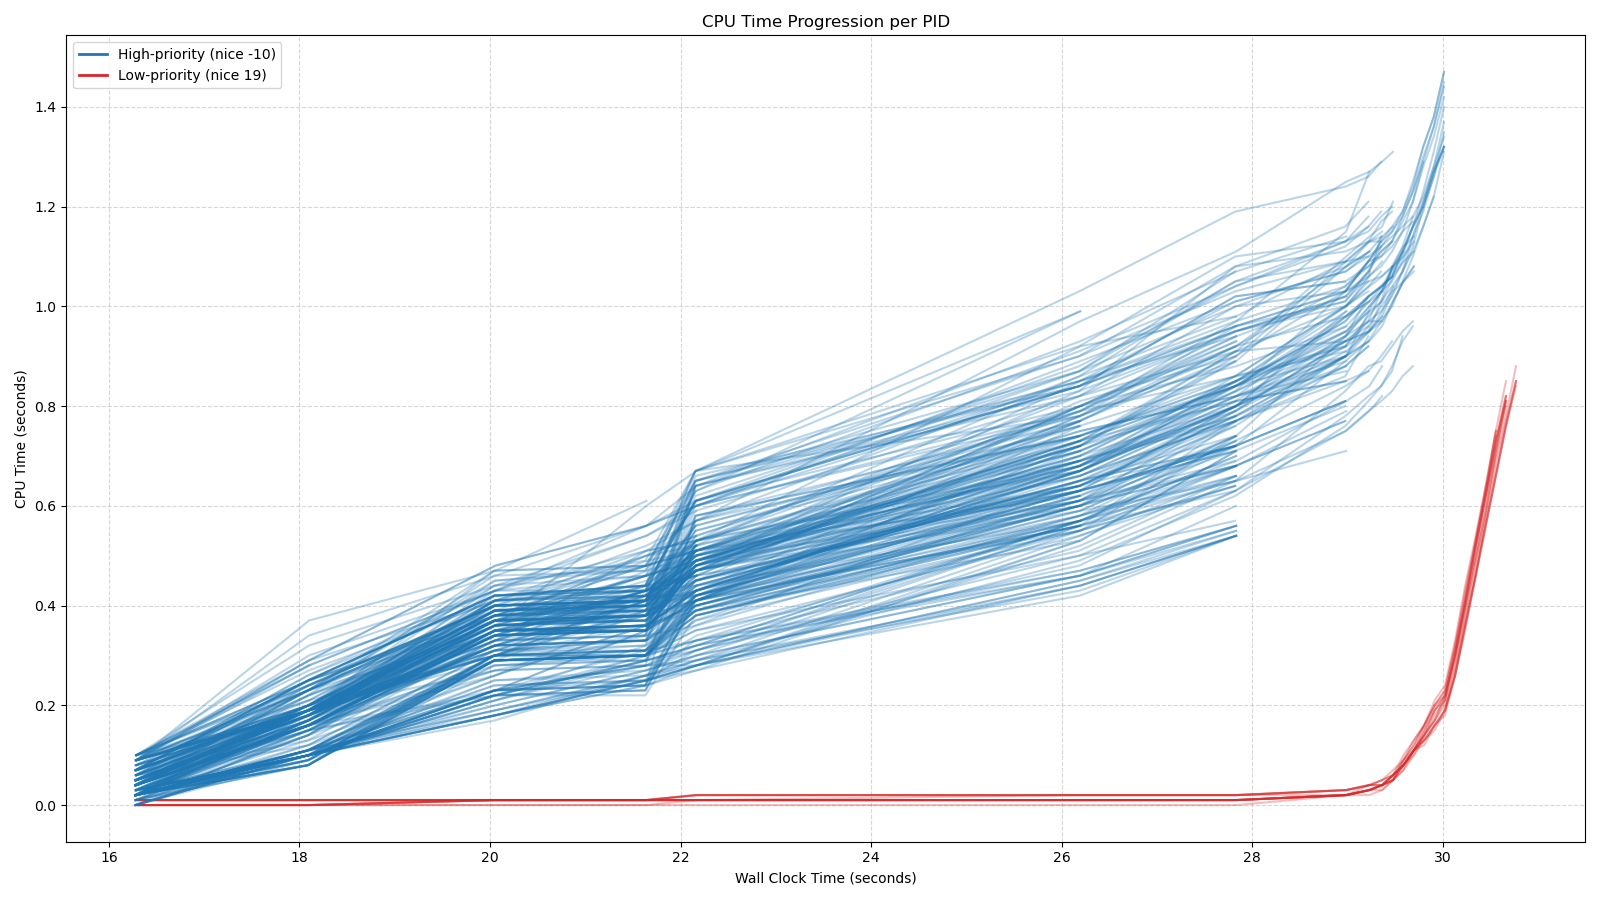 CPU Time Progression per PID
High-priority (nice -10)
Low-priority (nice 19)
CPU Time (seconds)
1.4
1.2
1.0
0.8
0.6
0.4
0.2
0.0
16 18 20 22 24 26 28 30
Wall Clock Time (seconds)